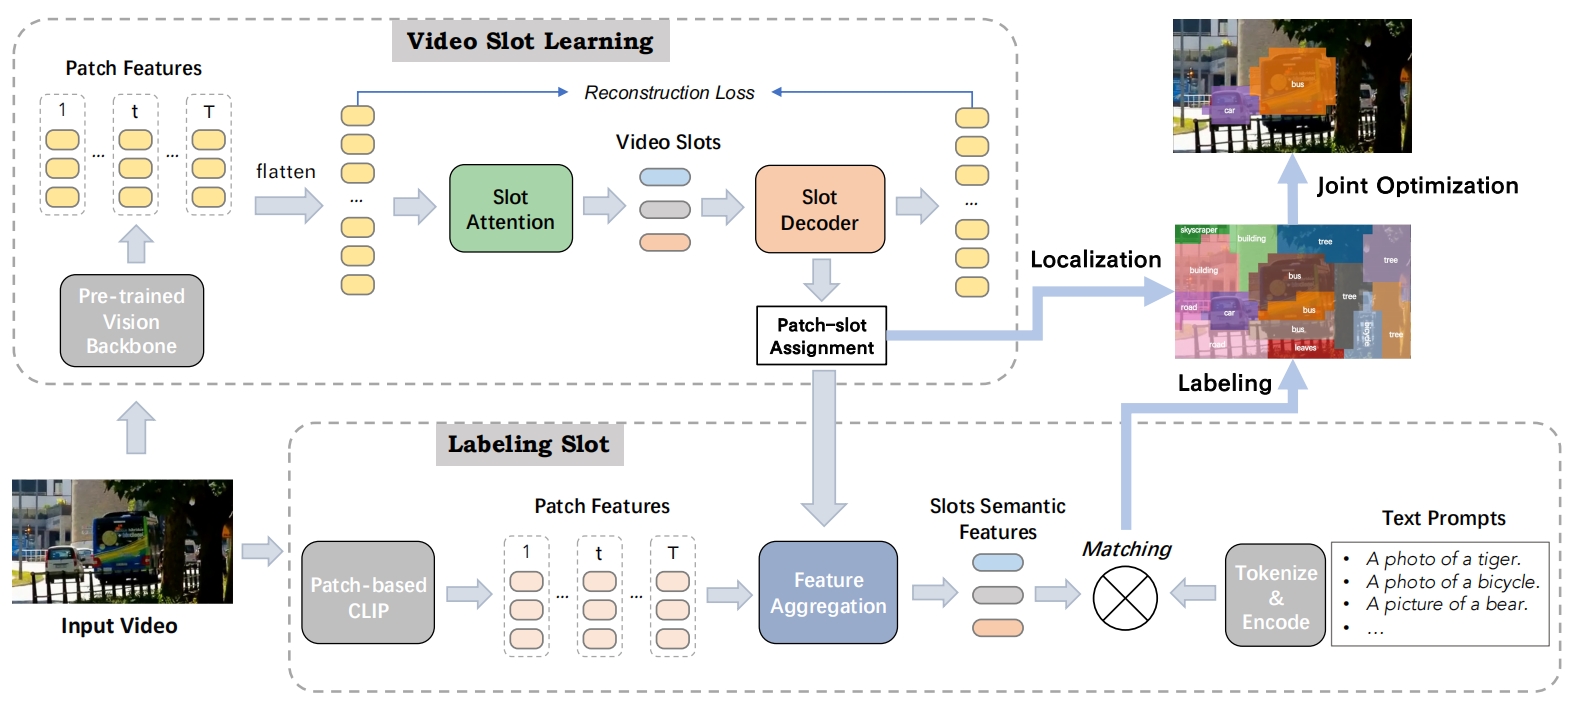 Video Slot Learning
Patch Features
1
t
T
...
...
flatten
...
Reconstruction Loss
Video Slots
Slot
Attention
Slot
Decoder
...
Pre-trained
Vision
Backbone
Patch-slot
Assignment
Localization
Joint Optimization
car
bus
skyscraper
building
tree
tree
building
bus
tree
road
car
bus
bus
bicycle
tree
road
leaves
Labeling
Input Video
Labeling Slot
Patch-based
CLIP
Patch Features
1
t
T
...
...
Feature
Aggregation
Slots Semantic
Features
Matching
Tokenize
&
Encode
Text Prompts
• A photo of a tiger.
• A photo of a bicycle.
• A picture of a bear.
• ...